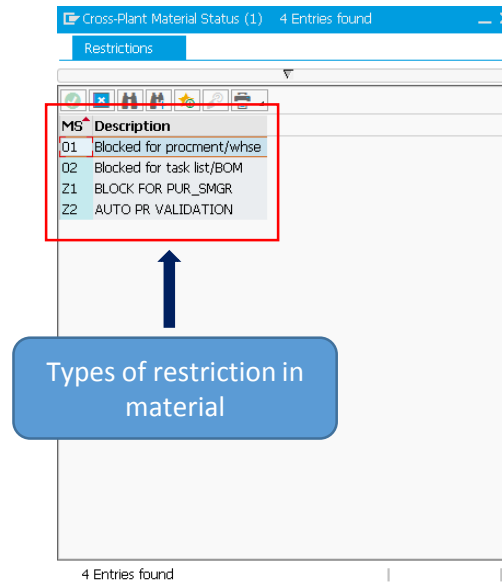 Cross-Plant Material Status (1) 4 Entries found
Restrictions
MS Description
01 Blocked for procment/whse
02 Blocked for task list/BOM
Z1 BLOCK FOR PUR_SMGR
Z2 AUTO PR VALIDATION
Types of restriction in
material
4 Entries found